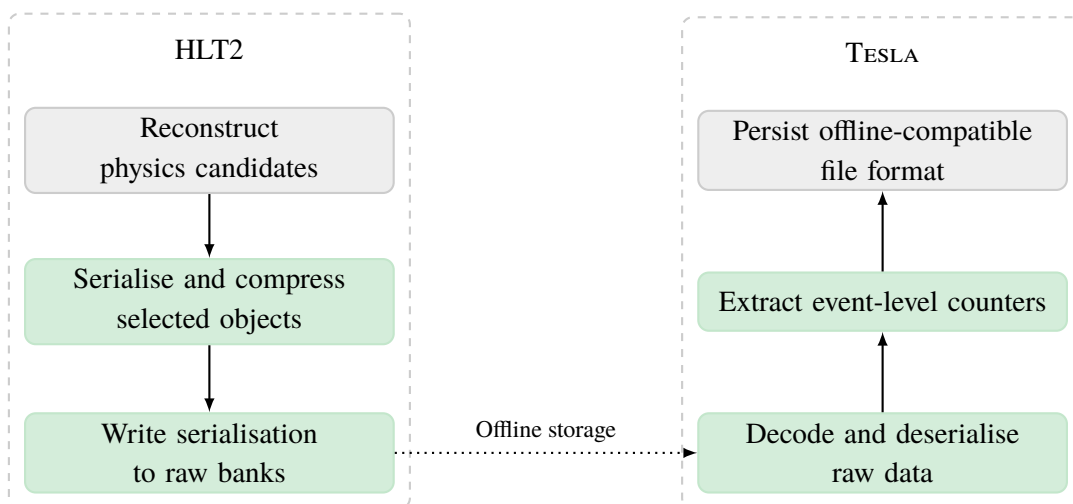 HLT2
Reconstruct
physics candidates
Serialise and compress
selected objects
Write serialisation
to raw banks
Offline storage
TESLA
Persist offline-compatible
file format
Extract event-level counters
Decode and deserialise
raw data